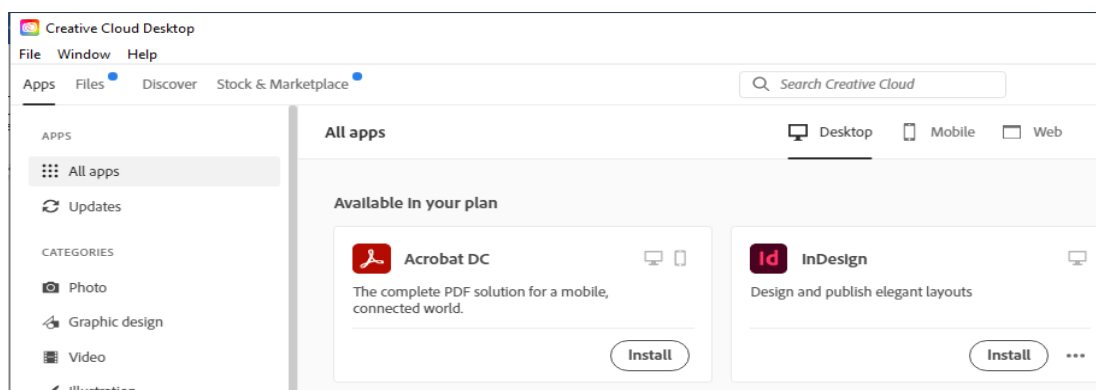 Creative Cloud Desktop
File Window Help
Apps Files Discover Stock & Marketplace Search Creative Cloud
APPS
All apps
Updates
CATEGORIES
Photo
Graphic design
Video
Illustration
All apps Desktop Mobile Web
Available in your plan
Acrobat DC
The complete PDF solution for a mobile,
connected world.
Install
Id InDesign
Design and publish elegant layouts
Install